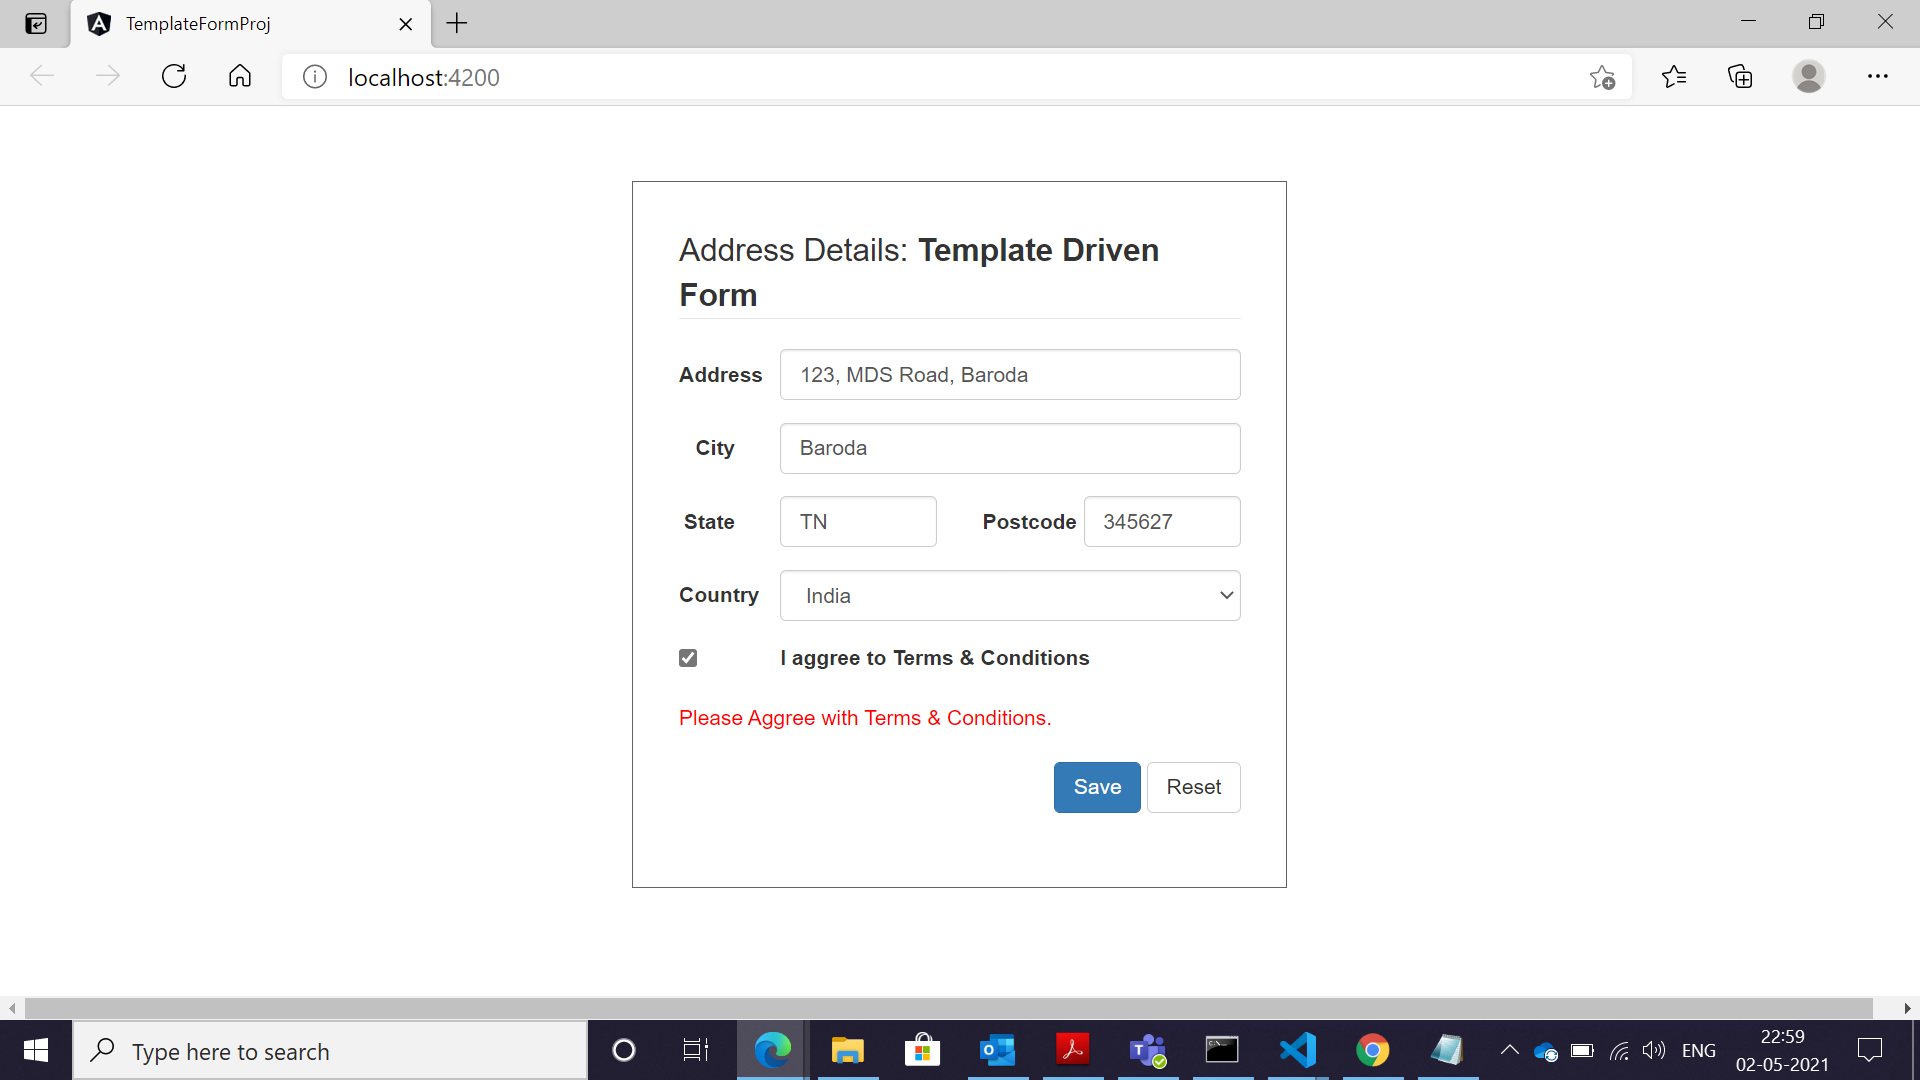 TemplateFormProj
localhost:4200
Address Details: Template Driven
Form
Address 123, MDS Road, Baroda
City Baroda
State TN Postcode 345627
Country India
I aggree to Terms & Conditions
Please Aggree with Terms & Conditions.
Save Reset
Type here to search
ENG
22:59
02-05-2021